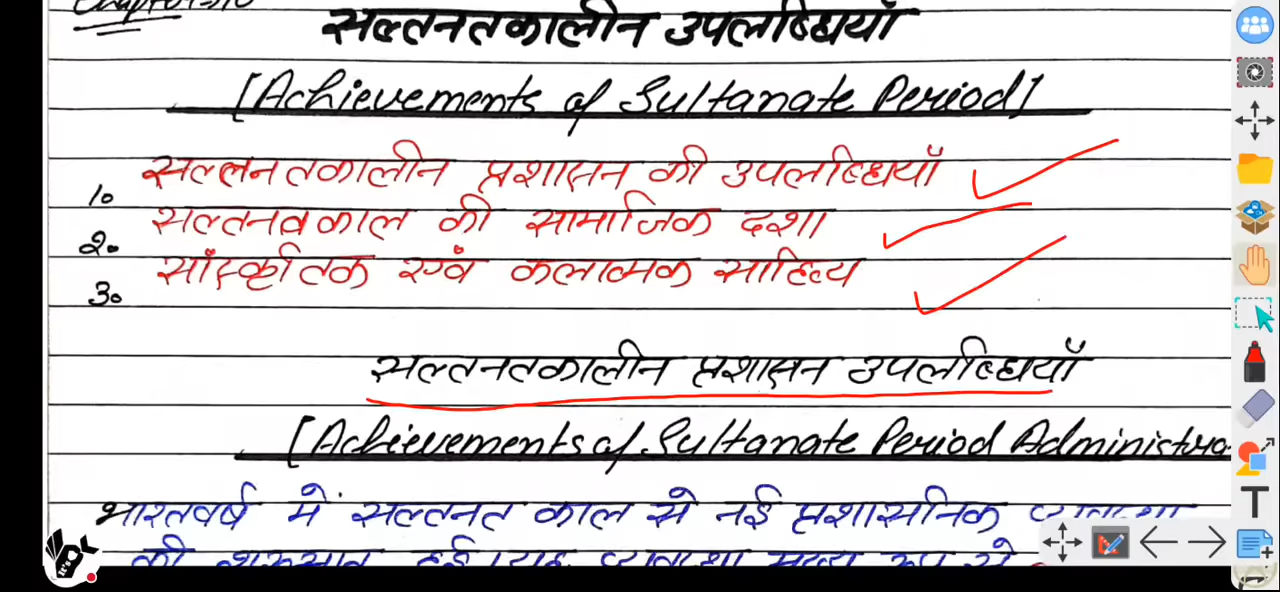 सल्तनतकालीन उपलब्धियाँ
[Achievements of Sultanate Period]
1. सल्तनतकालीन प्रशासन की उपलब्धियाँ
2. सल्तनतकाल की सामाजिक दशा
3. साँस्कृतिक एवं कलात्मक साहित्य
सल्तनतकालीन प्रशासन उपलब्धियाँ
[Achievements of Sultanate Period Administra
भारतवर्ष में सल्तनत काल से नई प्रशासनिक
की